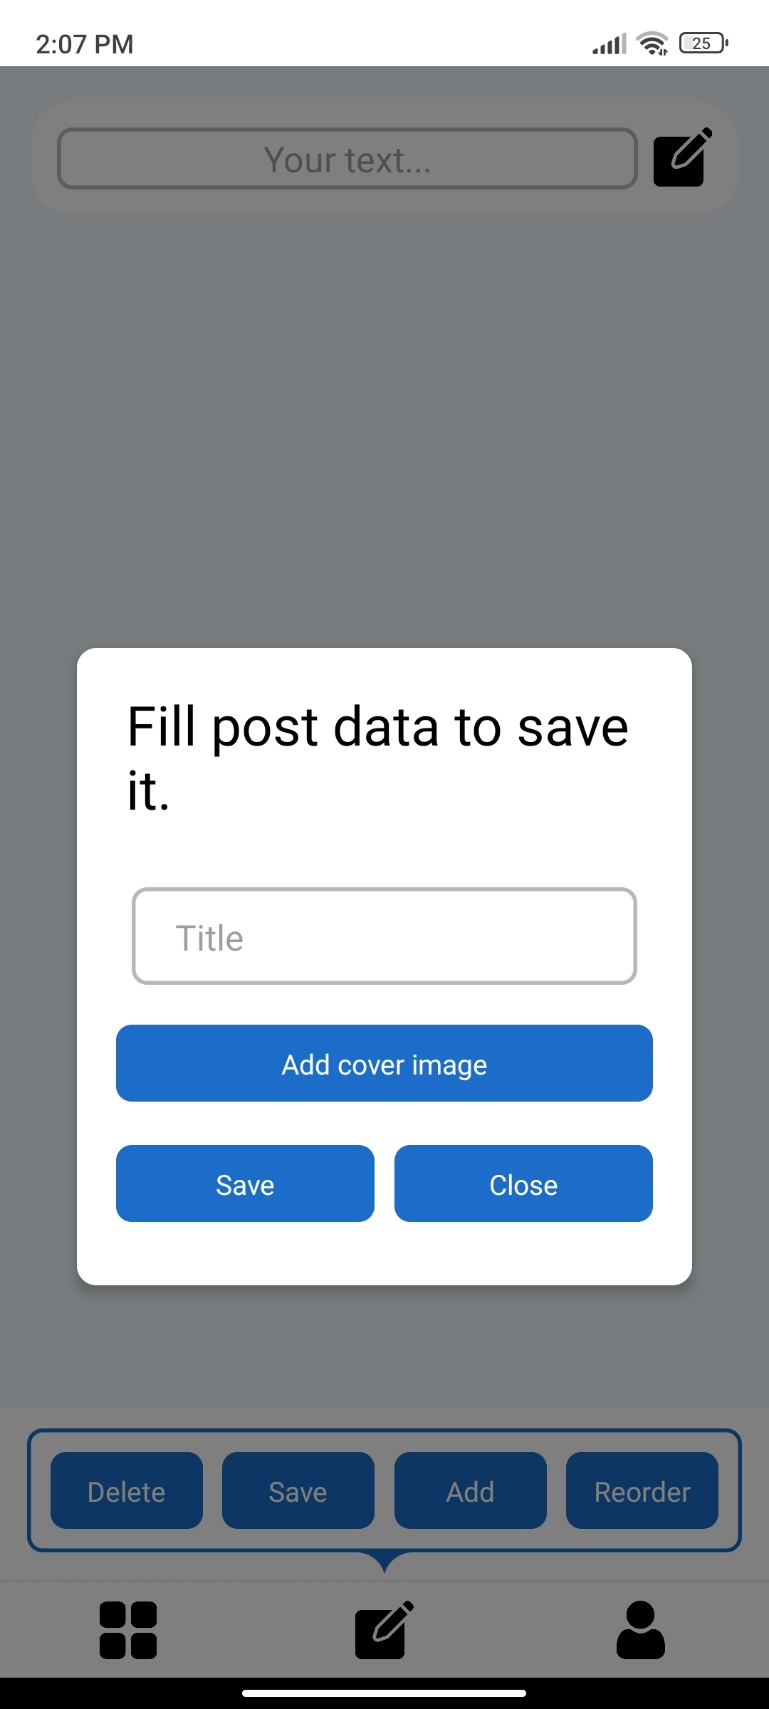 2:07 PM
25
Your text...
Fill post data to save
it.
Title
Add cover image
Save
Close
Delete
Save
Add
Reorder